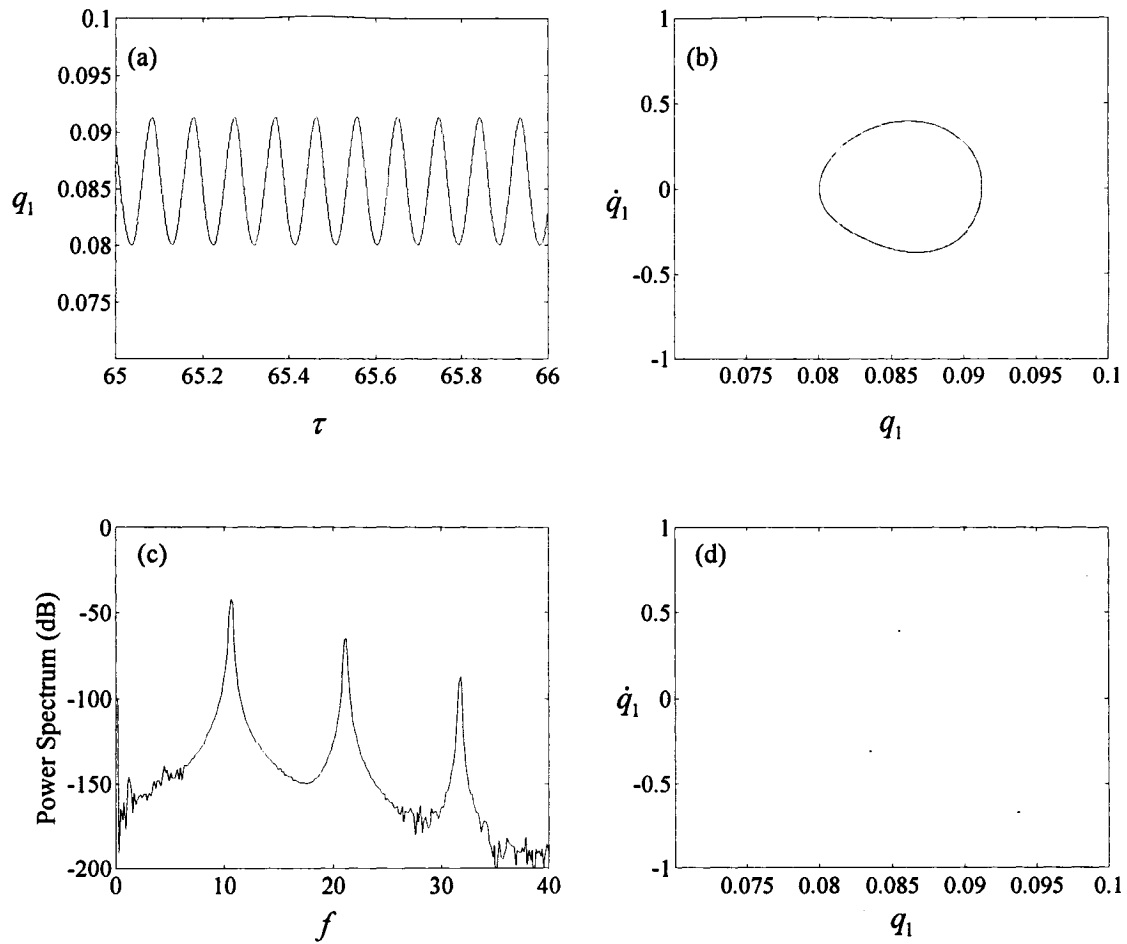 (a)
0.1
0.095
0.09
0.085
0.08
0.075
q₁
65 65.2 65.4 65.6 65.8 66
τ
(b)
1
0.5
0
-0.5
-1
q̇₁
0.075 0.08 0.085 0.09 0.095 0.1
q₁
(c)
0
-50
-100
-150
-200
Power Spectrum (dB)
0 10 20 30 40
f
(d)
1
0.5
0
-0.5
-1
q̇₁
0.075 0.08 0.085 0.09 0.095 0.1
q₁